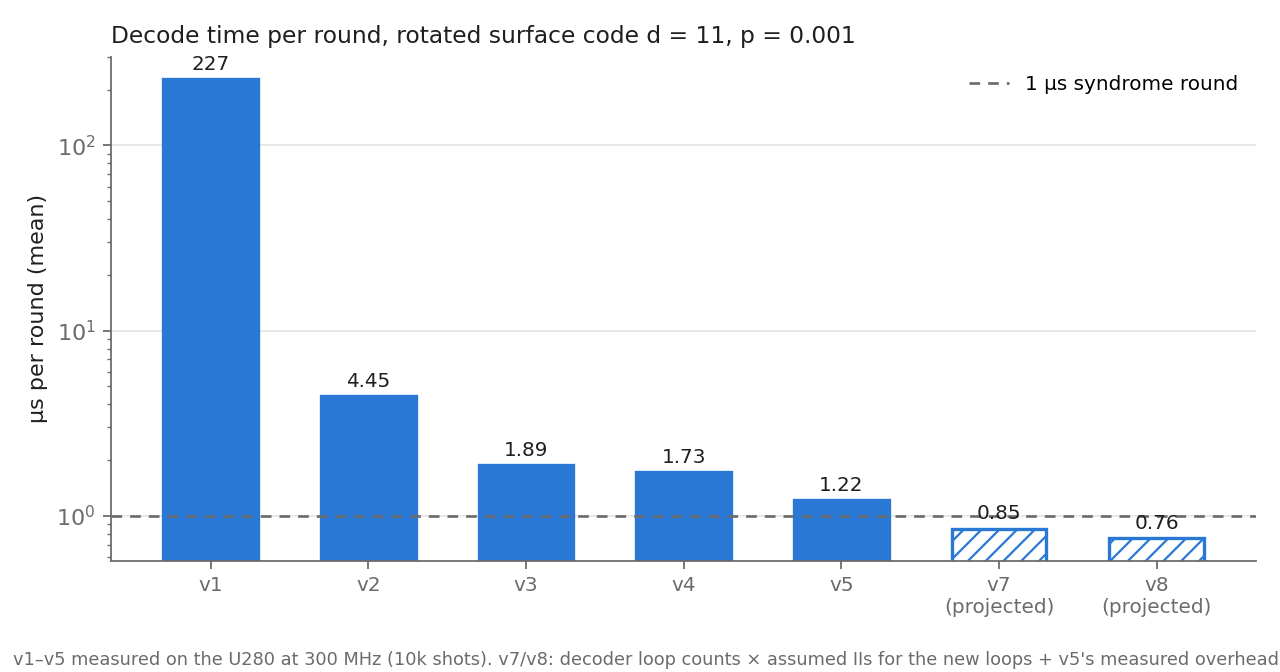 Decode time per round, rotated surface code d = 11, p = 0.001
227
1 µs syndrome round
10²
µs per round (mean)
10¹
4.45
1.89
1.73
1.22
10⁰
0.85
0.76
v1
v2
v3
v4
v5
v7
(projected)
v8
(projected)
v1–v5 measured on the U280 at 300 MHz (10k shots). v7/v8: decoder loop counts × assumed IIs for the new loops + v5's measured overhead